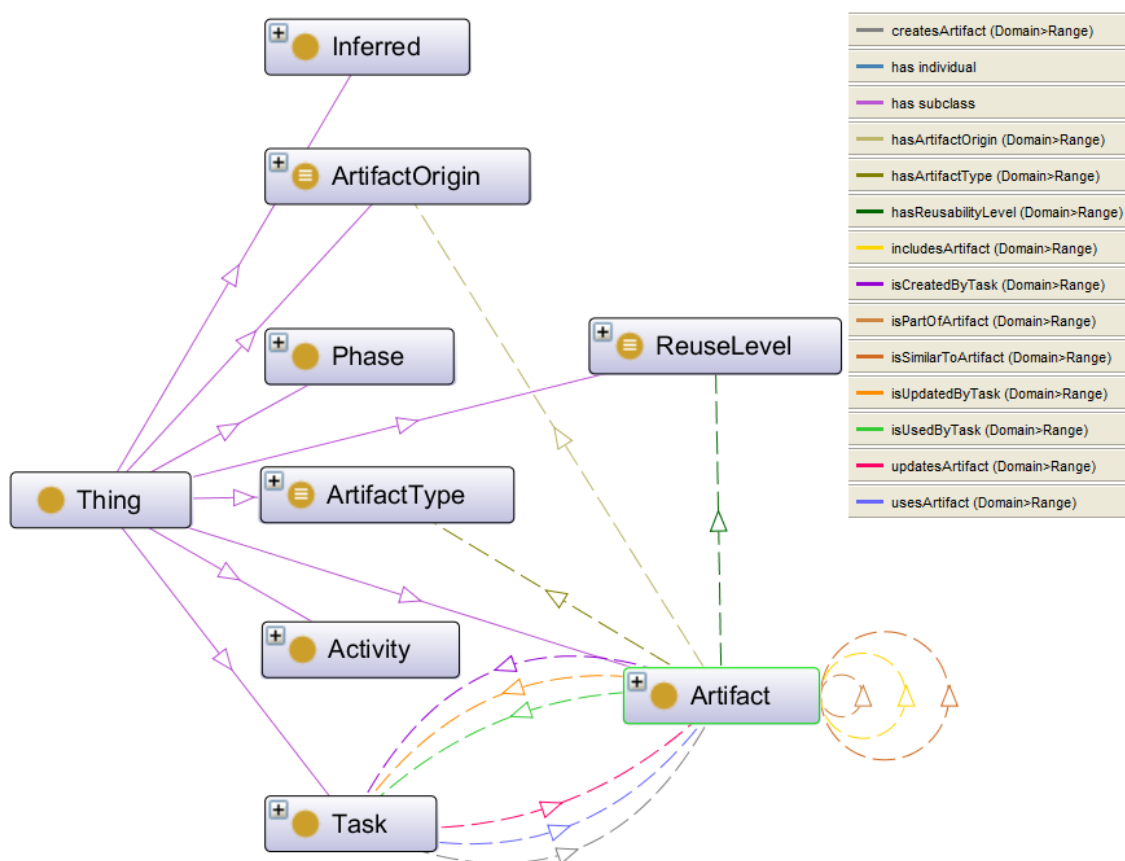 Inferred
ArtifactOrigin
Phase
ReuseLevel
Thing
ArtifactType
Activity
Artifact
Task
createsArtifact (Domain>Range)
has individual
has subclass
hasArtifactOrigin (Domain>Range)
hasArtifactType (Domain>Range)
hasReusabilityLevel (Domain>Range)
includesArtifact (Domain>Range)
isCreatedByTask (Domain>Range)
isPartOfArtifact (Domain>Range)
isSimilarToArtifact (Domain>Range)
isUpdatedByTask (Domain>Range)
isUsedByTask (Domain>Range)
updatesArtifact (Domain>Range)
usesArtifact (Domain>Range)